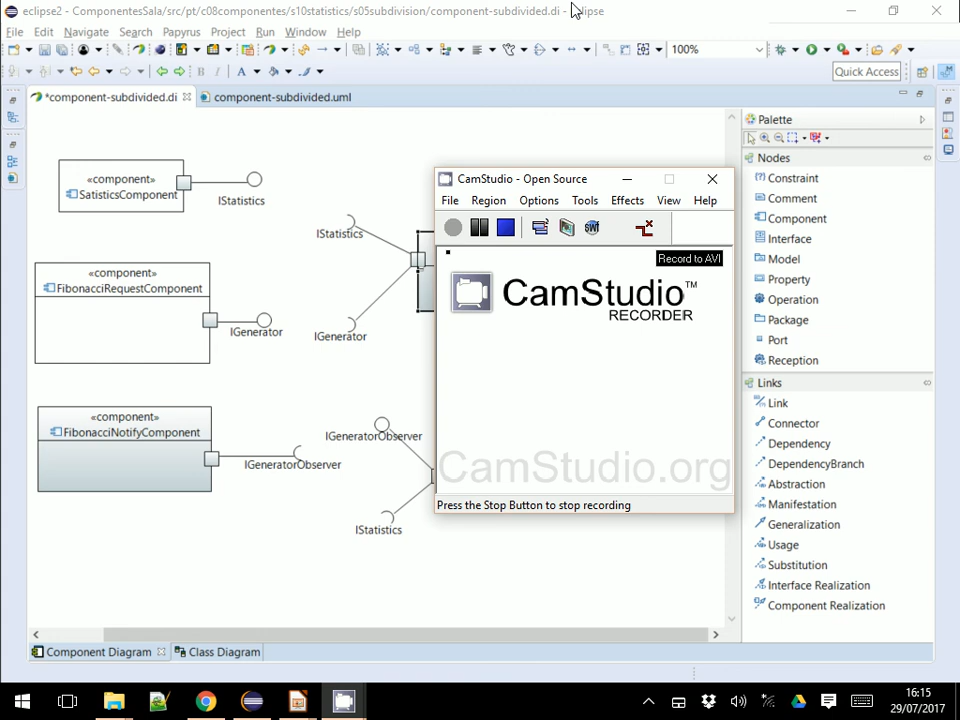 eclipse2 - ComponentesSala/src/pt/c08componentes/s10statistics/s05subdivision/component-subdivided.di - Eclipse
File Edit Navigate Search Papyrus Project Run Window Help
100%
B I A
Quick Access
*component-subdivided.di component-subdivided.uml
Palette
Nodes
Constraint
Comment
Component
Interface
Model
Property
Operation
Package
Port
Reception
Links
Link
Connector
Dependency
DependencyBranch
Abstraction
Manifestation
Generalization
Usage
Substitution
Interface Realization
Component Realization
«component»
SatisticsComponent
IStatistics
«component»
FibonacciRequestComponent
IGenerator
«component»
FibonacciNotifyComponent
IGeneratorObserver
IStatistics
IGenerator
IGeneratorObserver
IStatistics
CamStudio - Open Source
File Region Options Tools Effects View Help
SWF
Record to AVI
CamStudio™
RECORDER
CamStudio.org
Press the Stop Button to stop recording
Component Diagram Class Diagram
16:15
29/07/2017